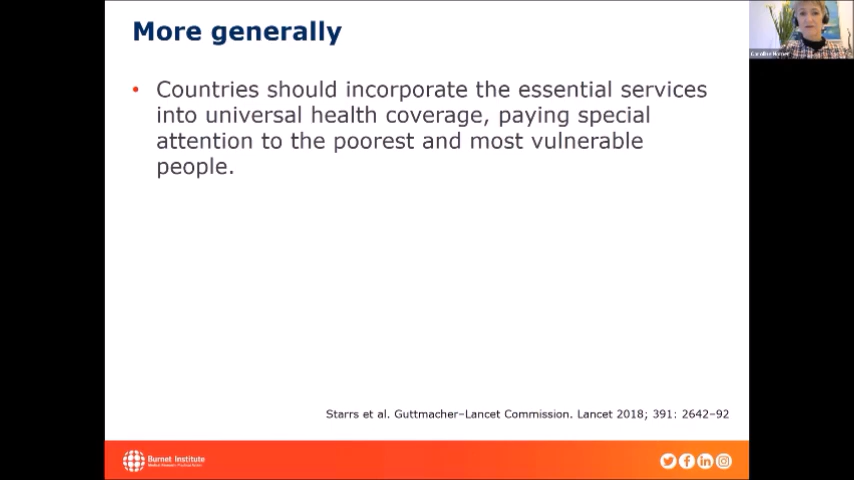 More generally
• Countries should incorporate the essential services
into universal health coverage, paying special
attention to the poorest and most vulnerable
people.
Starrs et al. Guttmacher–Lancet Commission. Lancet 2018; 391: 2642–92
Burnet Institute